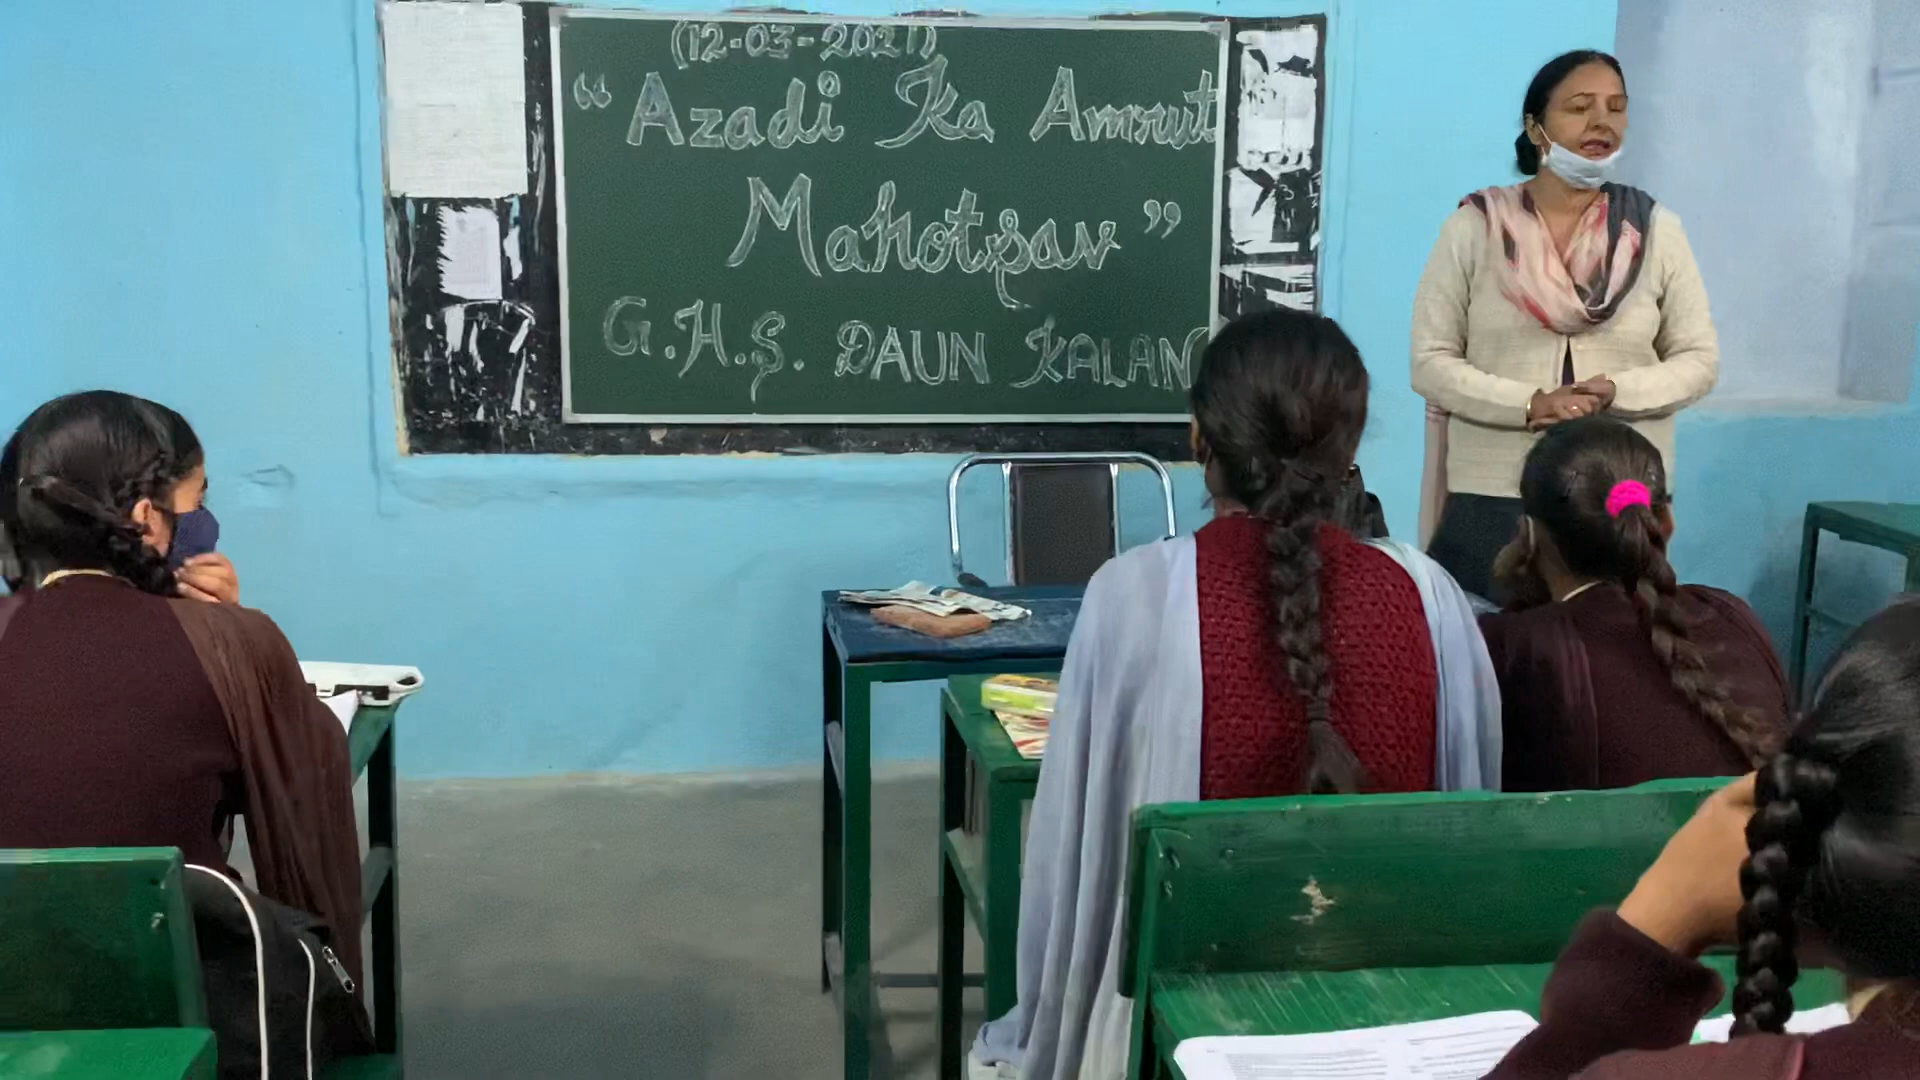 (12-03-2021)
“Azadi Ka Amrut
Mahotsav”
G.H.S. DAUN KALAN